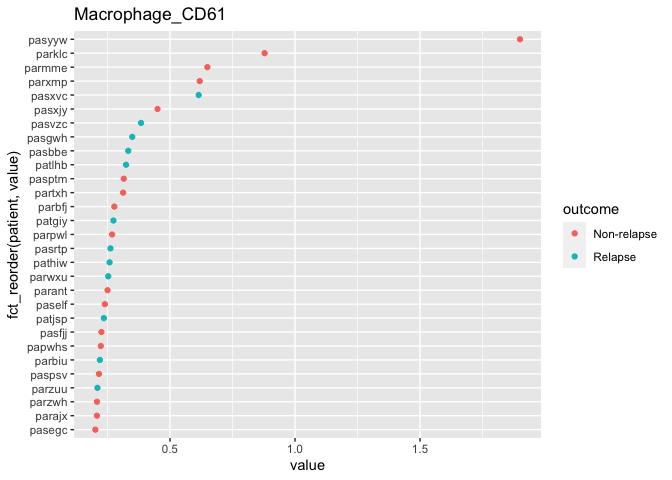 Macrophage_CD61
fct_reorder(patient, value)
pasyyw
parklc
parmme
parxmp
pasxvc
pasxjy
pasvzc
pasgwh
pasbbe
patlhb
pasptm
partxh
parbfj
patgiy
parpwl
pasrtp
pathiw
parwxu
parant
paself
patjsp
pasfjj
papwhs
parbiu
paspsv
parzuu
parzwh
parajx
pasegc
0.5 1.0 1.5
value
outcome
Non-relapse
Relapse